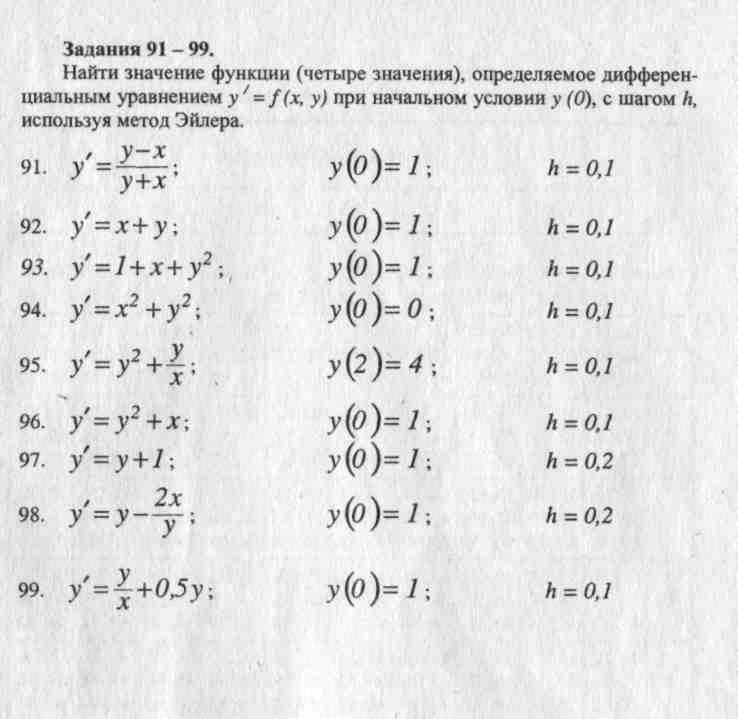 Задания 91 – 99.
Найти значение функции (четыре значения), определяемое дифферен-
циальным уравнением y ′ = f (x, y) при начальном условии y (0), с шагом h,
используя метод Эйлера.
91. y′ = (y−x)/(y+x); y(0)= 1; h = 0,1
92. y′ = x+y; y(0)= 1; h = 0,1
93. y′ = 1+x+y²; y(0)= 1; h = 0,1
94. y′ = x² + y²; y(0)= 0; h = 0,1
95. y′ = y² + y/x; y(2)= 4; h = 0,1
96. y′ = y² + x; y(0)= 1; h = 0,1
97. y′ = y+1; y(0)= 1; h = 0,2
98. y′ = y− 2x/y; y(0)= 1; h = 0,2
99. y′ = y/x +0,5y; y(0)= 1; h = 0,1